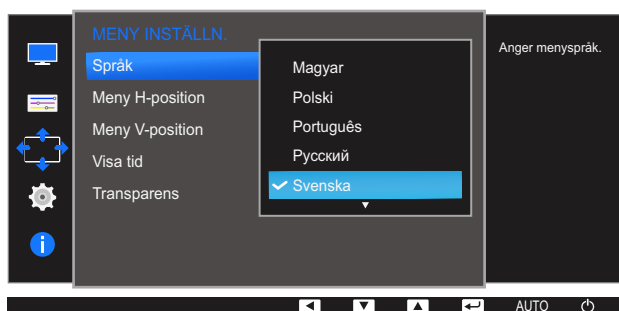 MENY INSTÄLLN.
Språk
Meny H-position
Meny V-position
Visa tid
Transparens
Magyar
Polski
Português
Русский
Svenska
Anger menyspråk.
AUTO